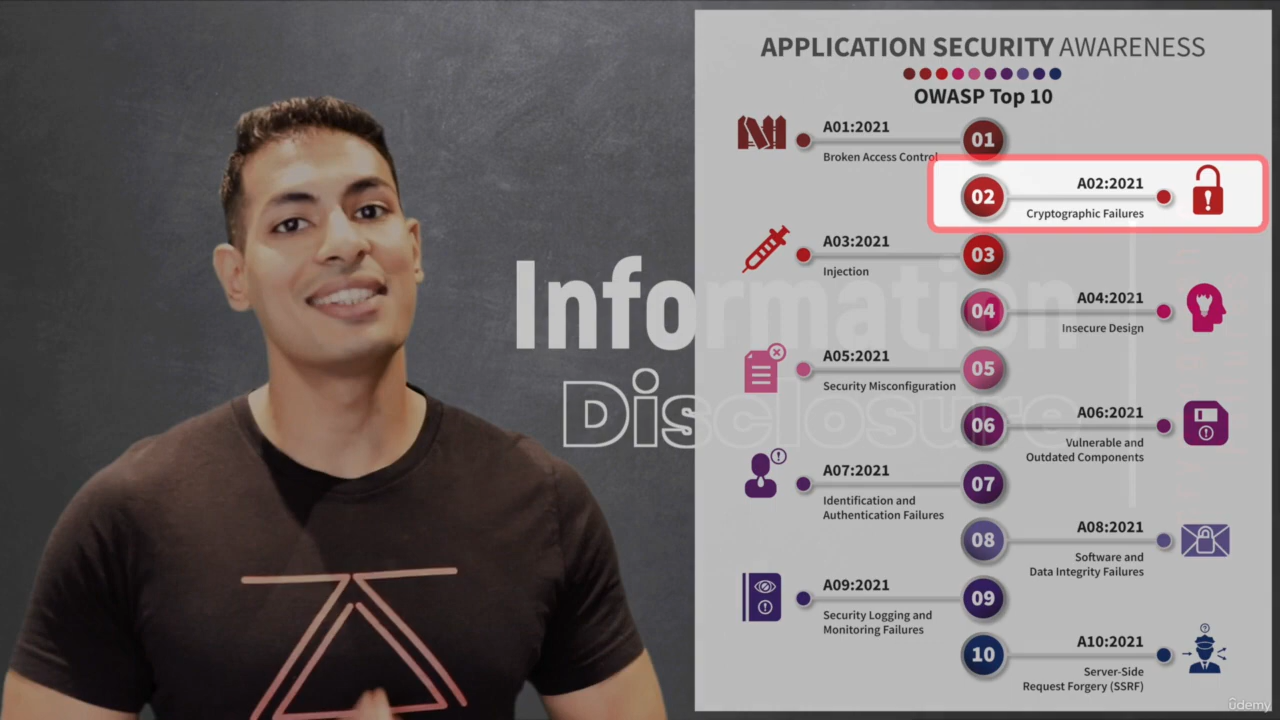 APPLICATION SECURITY AWARENESS
OWASP Top 10
A01:2021
Broken Access Control
01
02
A02:2021
Cryptographic Failures
A03:2021
Injection
03
04
A04:2021
Insecure Design
A05:2021
Security Misconfiguration
05
06
A06:2021
Vulnerable and
Outdated Components
A07:2021
Identification and
Authentication Failures
07
08
A08:2021
Software and
Data Integrity Failures
A09:2021
Security Logging and
Monitoring Failures
09
10
A10:2021
Server-Side
Request Forgery (SSRF)
Information
Disclosure
ûdemy